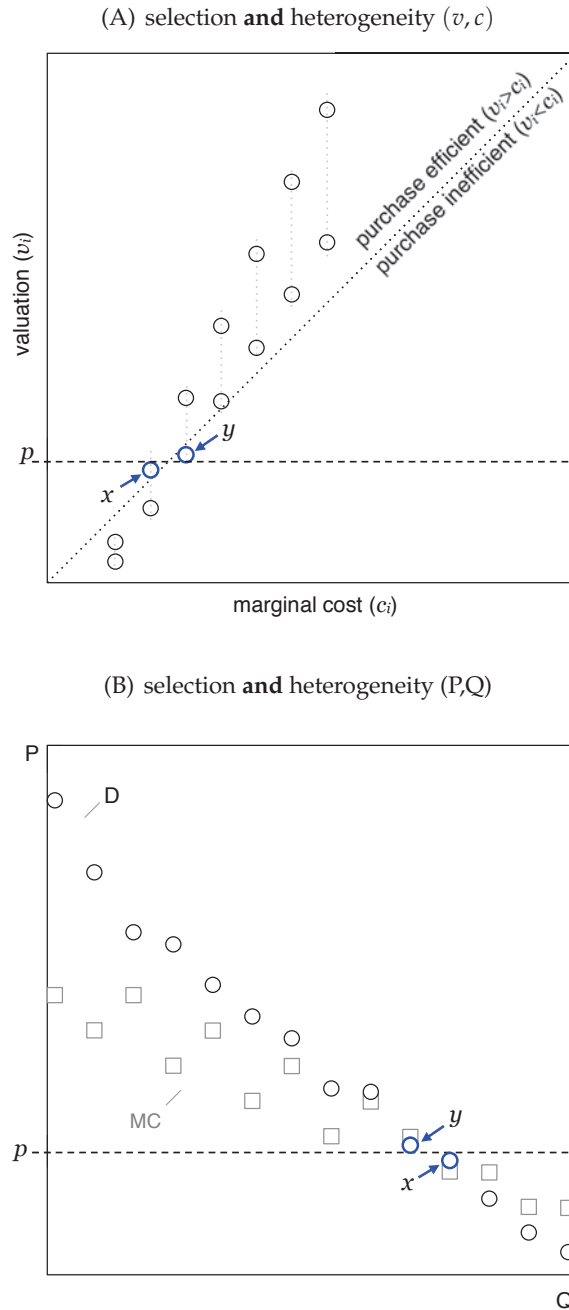 (A) selection and heterogeneity (v, c)
purchase efficient (vi>ci)
purchase inefficient (vi<ci)
valuation (vi)
y
p
x
marginal cost (ci)
(B) selection and heterogeneity (P,Q)
P
D
MC
y
p
x
Q